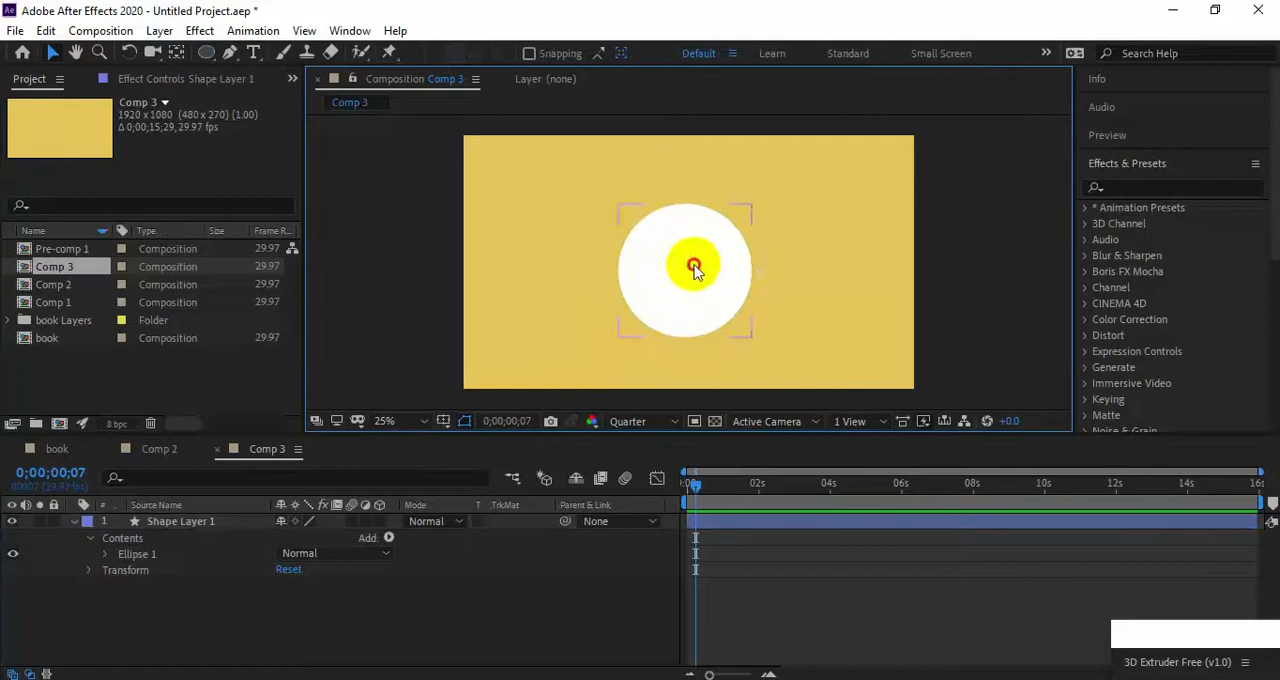 Adobe After Effects 2020 - Untitled Project.aep *
File Edit Composition Layer Effect Animation View Window Help
Snapping Default Learn Standard Small Screen Search Help
Project Effect Controls Shape Layer 1 Composition Comp 3 Layer (none) Info
Comp 3
1920 x 1080 (480 x 270) (1.00)
Δ 0;00;15;29, 29.97 fps
Comp 3
Audio
Preview
Effects & Presets
Name Type Size Frame R...
Pre-comp 1 Composition 29.97
Comp 3 Composition 29.97
Comp 2 Composition 29.97
Comp 1 Composition 29.97
book Layers Folder
book Composition 29.97
* Animation Presets
3D Channel
Audio
Blur & Sharpen
Boris FX Mocha
Channel
CINEMA 4D
Color Correction
Distort
Expression Controls
Generate
Immersive Video
Keying
Matte
Noise & Grain
8 bpc 25% 0;00;00;07 Quarter Active Camera 1 View +0.0
book Comp 2 Comp 3
0;00;00;07
00007 (29.97 fps)
:00s 02s 04s 06s 08s 10s 12s 14s 16s
# Source Name Mode T TrkMat Parent & Link
1 Shape Layer 1 Normal None
Contents Add:
Ellipse 1 Normal
Transform Reset
3D Extruder Free (v1.0)